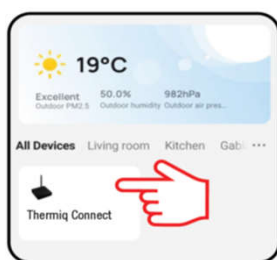 19°C
Excellent 50.0% 982hPa
Outdoor PM2.5 Outdoor humidity Outdoor air pres...
All Devices Living room Kitchen Gab ...
Thermiq Connect